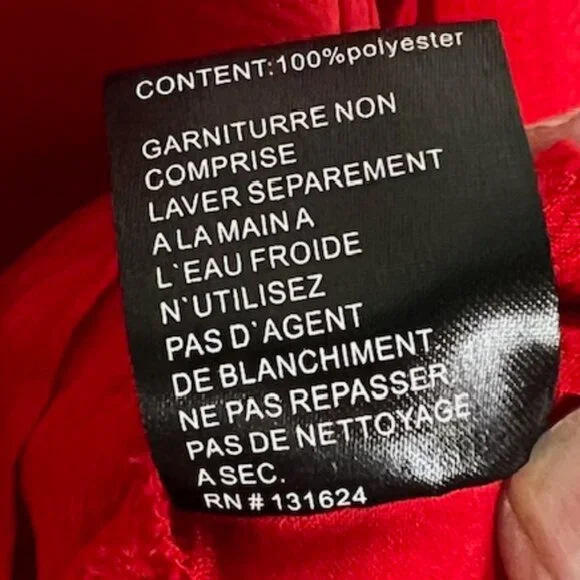 CONTENT:100%polyester
GARNITURRE NON
COMPRISE
LAVER SEPAREMENT
A LA MAIN A
L`EAU FROIDE
N`UTILISEZ
PAS D`AGENT
DE BLANCHIMENT.
NE PAS REPASSER.
PAS DE NETTOYAGE
A SEC.
RN # 131624